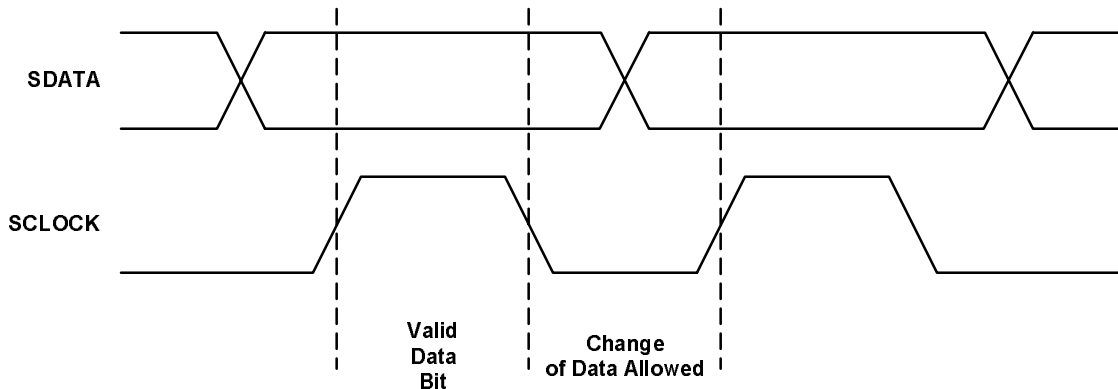 SDATA
SCLOCK
Valid
Data
Bit
Change
of Data Allowed